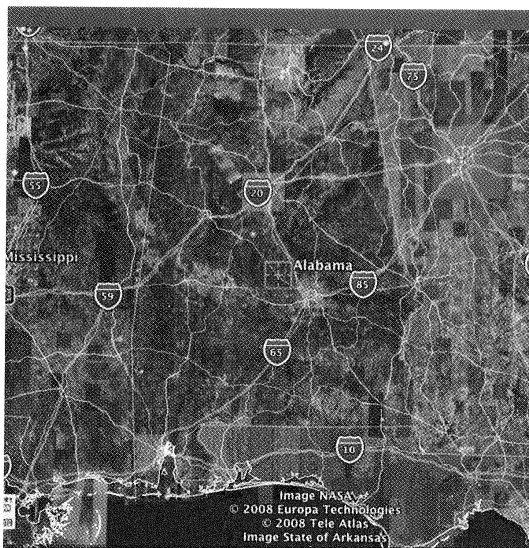 24
75
55
20
Mississippi
Alabama
59
85
65
10
Image NASA
© 2008 Europa Technologies
© 2008 Tele Atlas
Image State of Arkansas